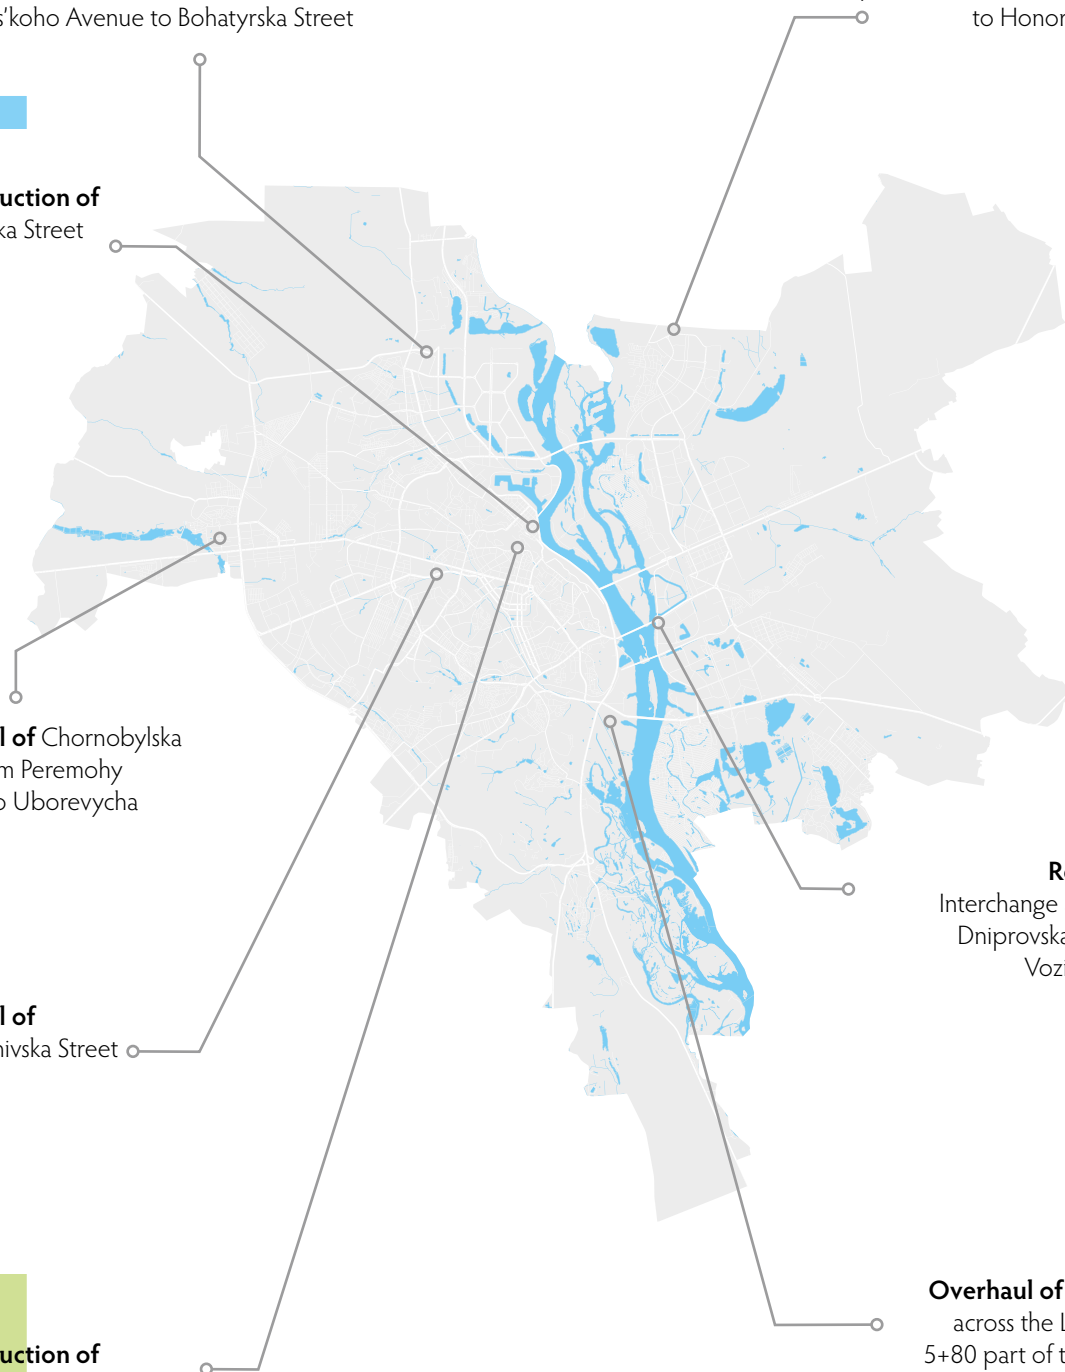 s'koho Avenue to Bohatyrska Street
to Honor
uction of
ka Street
l of Chornobylska
m Peremohy
o Uborevycha
Re
Interchange
Dniprovska
Vozi
l of
nivska Street
Overhaul of
across the L
5+80 part of t
uction of